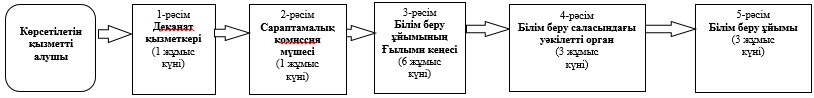 Көрсетілетін
қызметті
алушы
1-рәсім
Деканат
қызметкері
(1 жұмыс
күні)
2-рәсім
Сараптамалық
комиссия
мүшесі
(1 жұмыс
күні)
3-рәсім
Білім беру
ұйымының
Ғылыми кеңесі
(6 жұмыс
күні)
4-рәсім
Білім беру саласындағы
уәкілетті орган
(3 жұмыс
күні)
5-рәсім
Білім беру ұйымы
(3 жұмыс
күні)